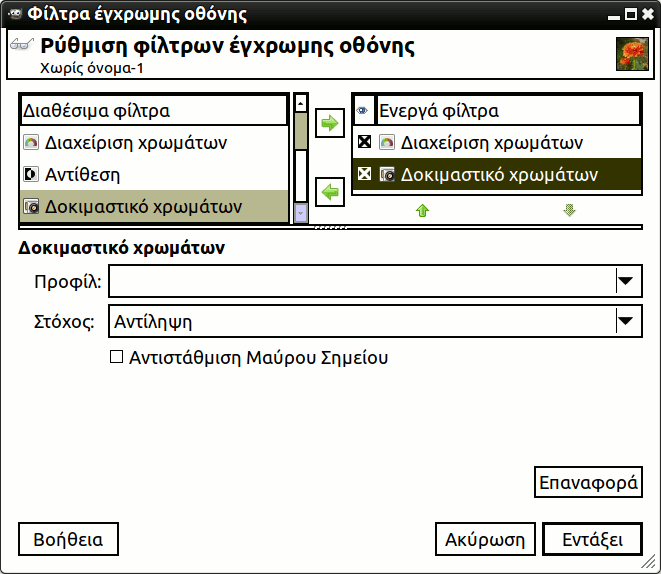 Φίλτρα έγχρωμης οθόνης
Ρύθμιση φίλτρων έγχρωμης οθόνης
Χωρίς όνομα-1
Διαθέσιμα φίλτρα
Διαχείριση χρωμάτων
Αντίθεση
Δοκιμαστικό χρωμάτων
Ενεργά φίλτρα
Διαχείριση χρωμάτων
Δοκιμαστικό χρωμάτων
Δοκιμαστικό χρωμάτων
Προφίλ:
Στόχος: Αντίληψη
Αντιστάθμιση Μαύρου Σημείου
Επαναφορά
Βοήθεια Ακύρωση Εντάξει